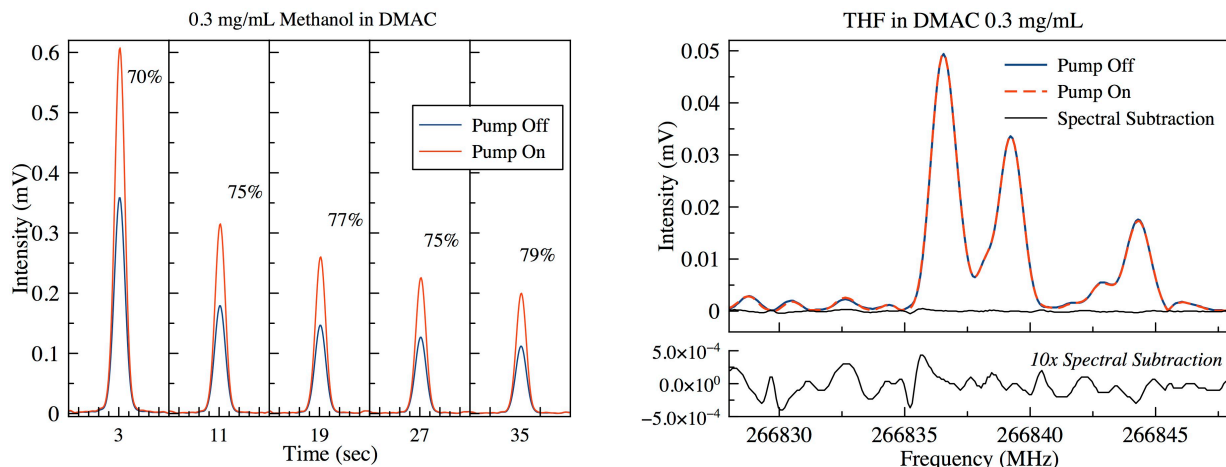 0.3 mg/mL Methanol in DMAC
Intensity (mV)
0.6
0.5
0.4
0.3
0.2
0.1
0
70%
75%
77%
75%
79%
Pump Off
Pump On
3 11 19 27 35
Time (sec)
THF in DMAC 0.3 mg/mL
Intensity (mV)
0.05
0.04
0.03
0.02
0.01
0
Pump Off
Pump On
Spectral Subtraction
10x Spectral Subtraction
5.0×10⁻⁴
0.0×10⁰
−5.0×10⁻⁴
266830 266835 266840 266845
Frequency (MHz)